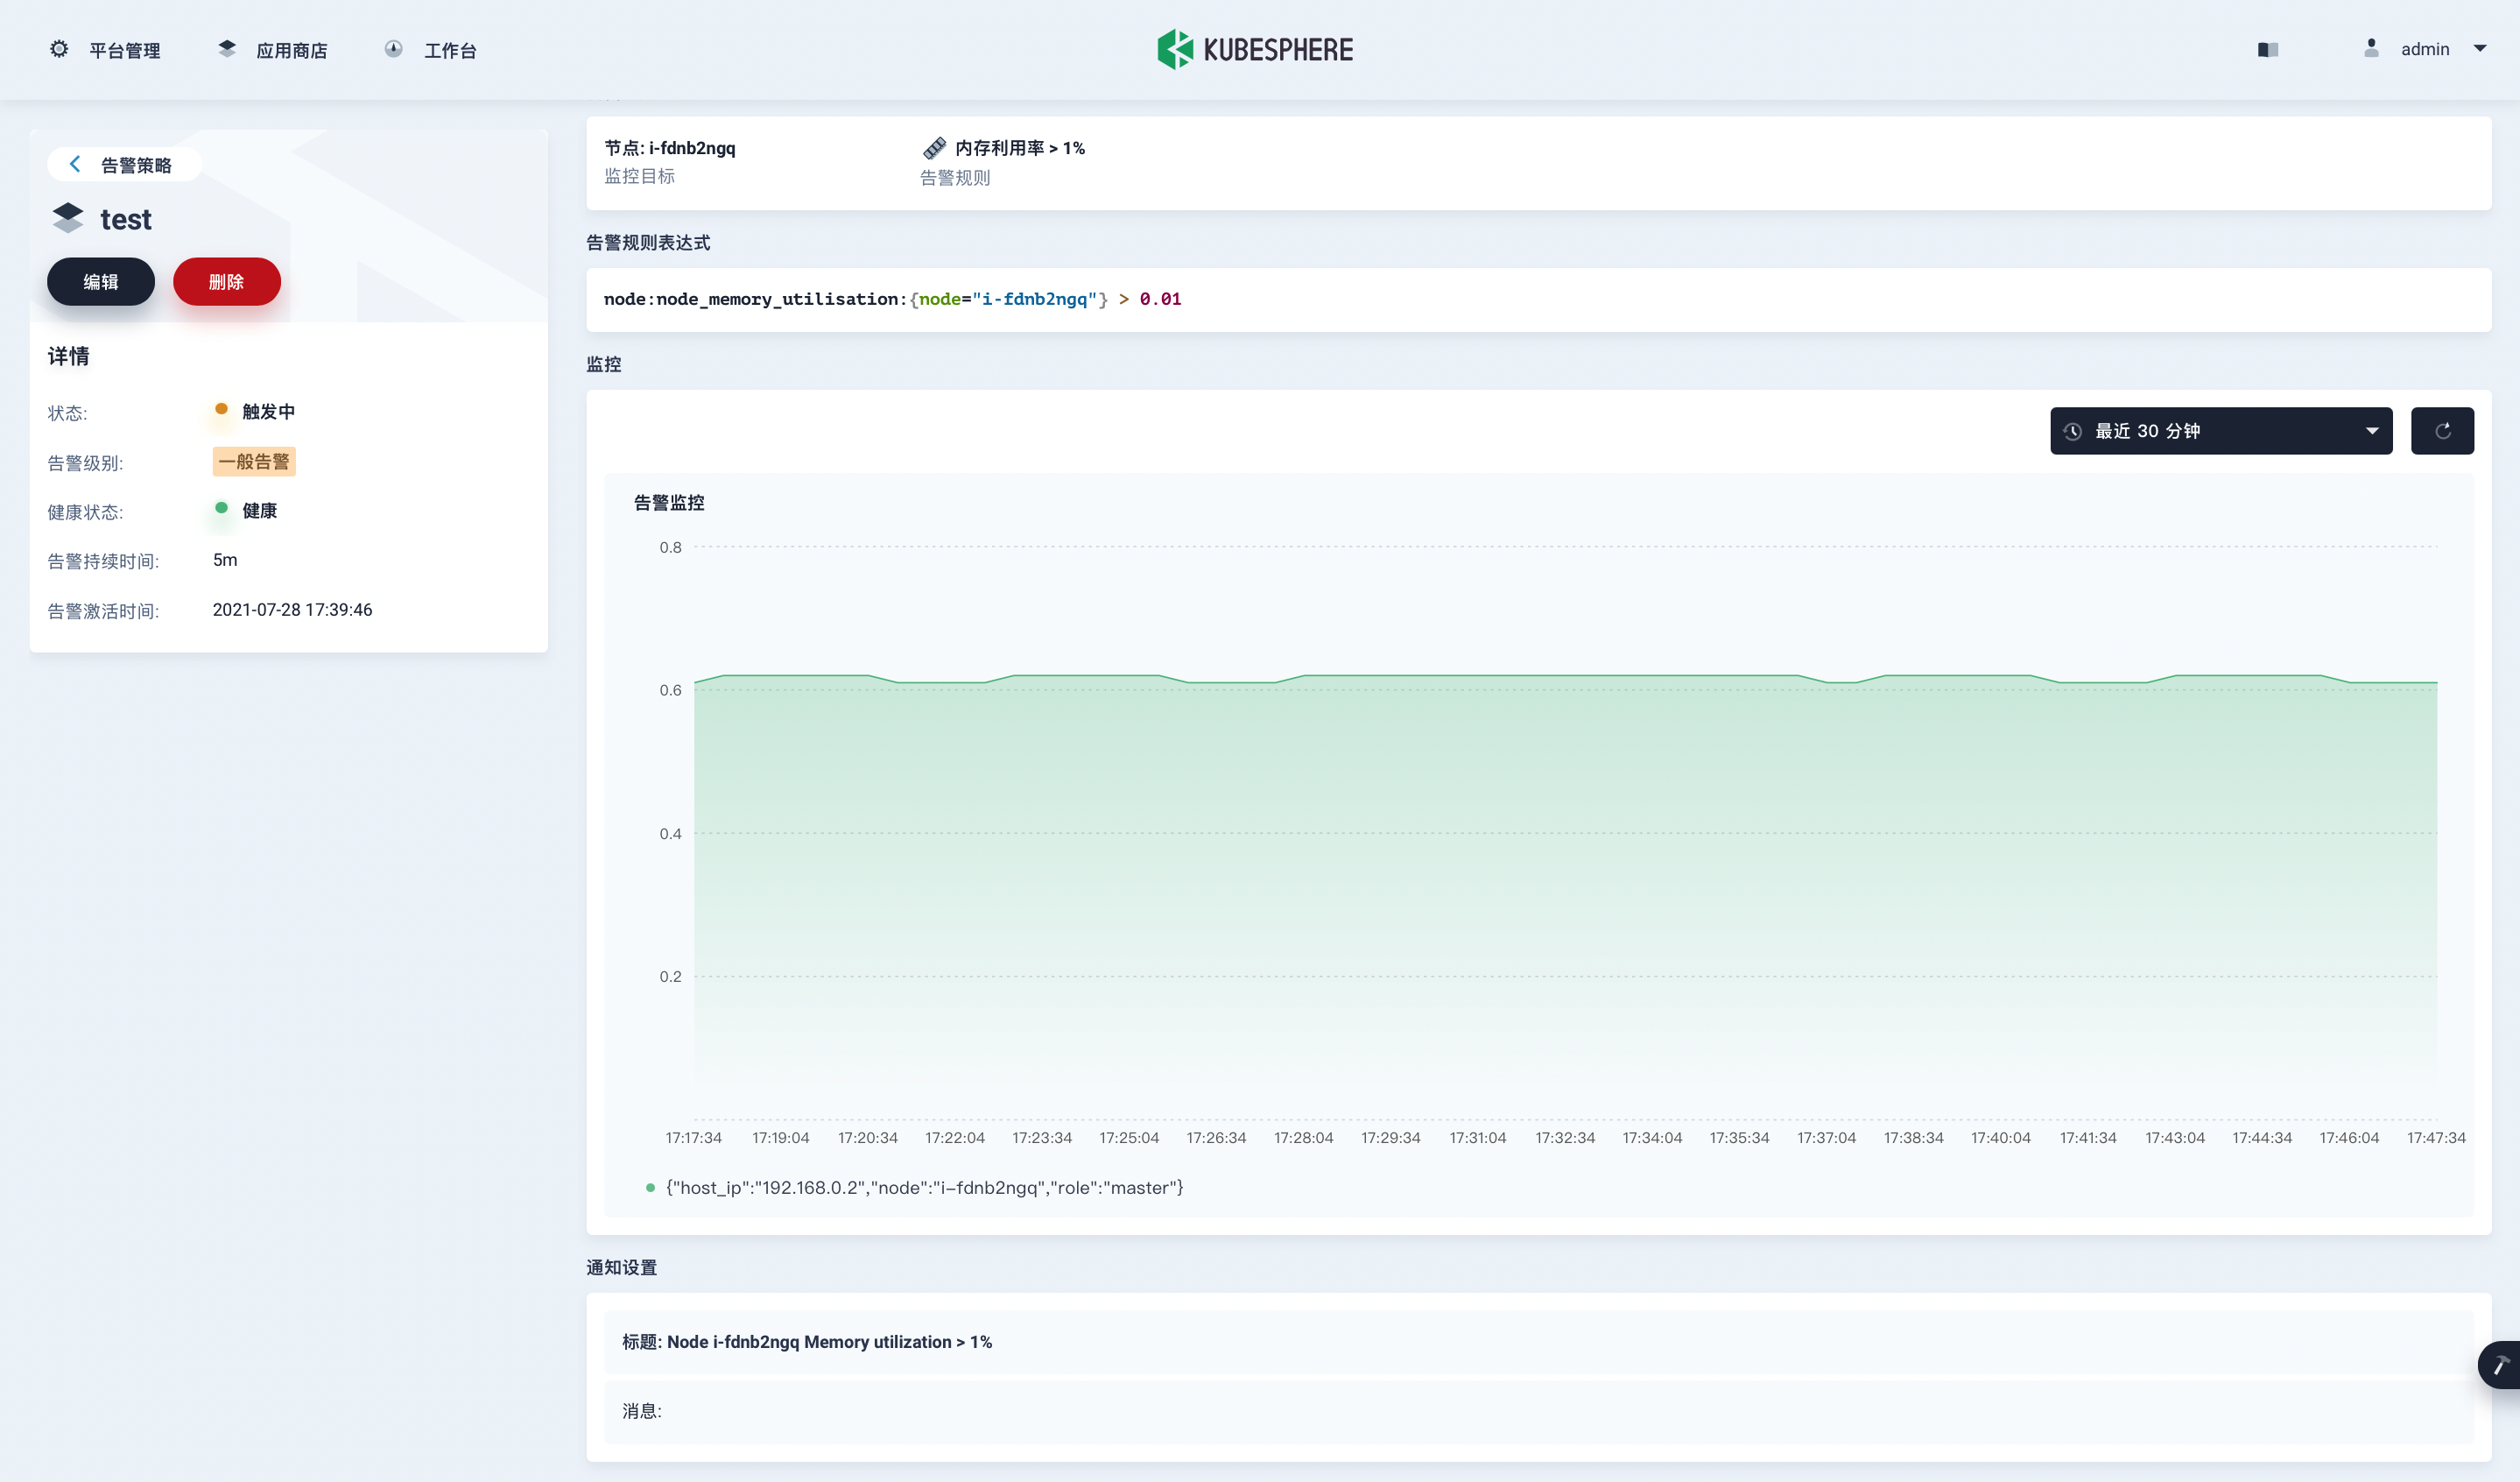 平台管理
应用商店
工作台
KUBESPHERE
admin
告警策略
test
编辑
删除
详情
状态:
触发中
告警级别:
一般告警
健康状态:
健康
告警持续时间:
5m
告警激活时间:
2021-07-28 17:39:46
节点: i-fdnb2ngq
监控目标
内存利用率 > 1%
告警规则
告警规则表达式
node:node_memory_utilisation:{node="i-fdnb2ngq"} > 0.01
监控
最近 30 分钟
告警监控
0.8
0.6
0.4
0.2
17:17:34 17:19:04 17:20:34 17:22:04 17:23:34 17:25:04 17:26:34 17:28:04 17:29:34 17:31:04 17:32:34 17:34:04 17:35:34 17:37:04 17:38:34 17:40:04 17:41:34 17:43:04 17:44:34 17:46:04 17:47:34
{"host_ip":"192.168.0.2","node":"i-fdnb2ngq","role":"master"}
通知设置
标题: Node i-fdnb2ngq Memory utilization > 1%
消息: